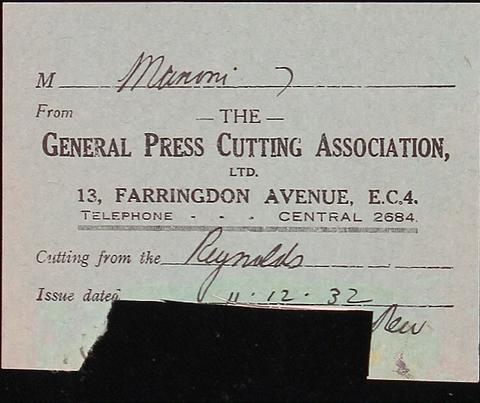 M Manoni
From
— THE —
GENERAL PRESS CUTTING ASSOCIATION,
LTD.
13, FARRINGDON AVENUE, E.C.4.
TELEPHONE - - - CENTRAL 2684.
Cutting from the Reynolds
Issue dated 11.12.32